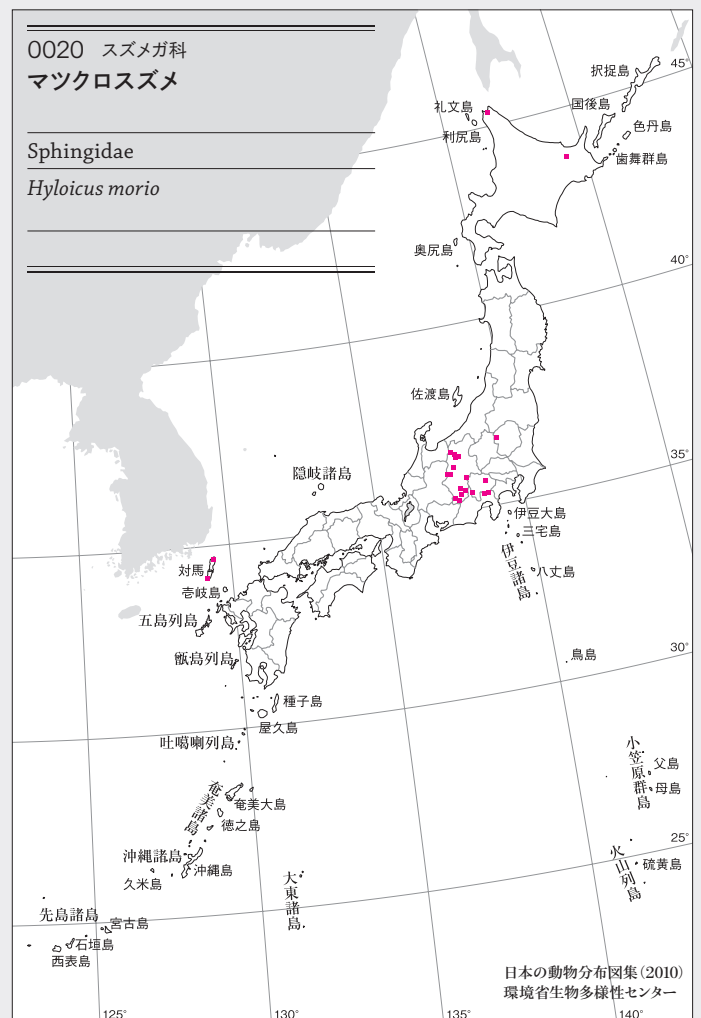 0020 スズメガ科
マツクロスズメ
Sphingidae
Hyloicus morio
45°
択捉島
礼文島
国後島
色丹島
利尻島
歯舞群島
奥尻島
40°
佐渡島
35°
隠岐諸島
伊豆大島
三宅島
伊豆諸島
八丈島
対馬
壱岐島
五島列島
甑島列島
鳥島
30°
種子島
屋久島
吐噶喇列島
小笠原群島
父島
母島
奄美諸島
奄美大島
徳之島
25°
沖縄諸島
沖縄島
久米島
火山列島
硫黄島
大東諸島
先島諸島
宮古島
石垣島
西表島
日本の動物分布図集（2010）
環境省生物多様性センター
125°
130°
135°
140°